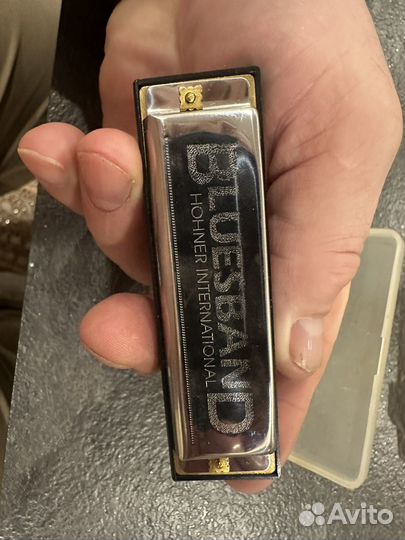 BLUESBAND
HOHNER INTERNATIONAL
Avito